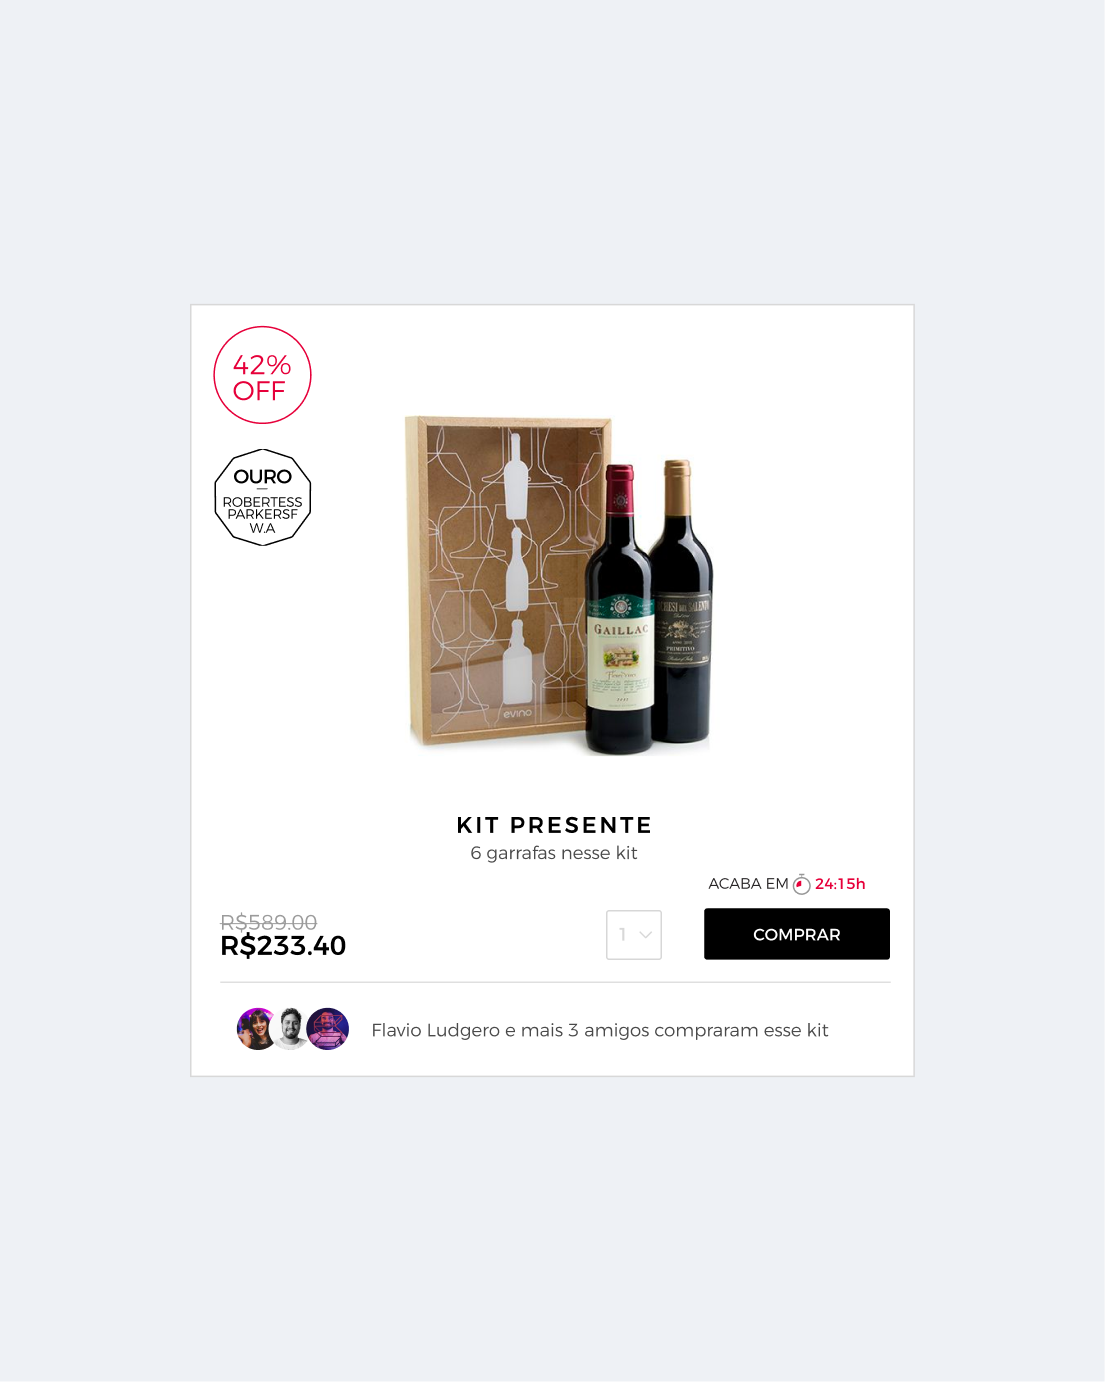 42%
OFF
OURO
ROBERTESS
PARKERSF
W.A
evino
GAILLAC
PRIMITIVO
KIT PRESENTE
6 garrafas nesse kit
ACABA EM 24:15h
R$589.00
R$233.40
1
COMPRAR
Flavio Ludgero e mais 3 amigos compraram esse kit